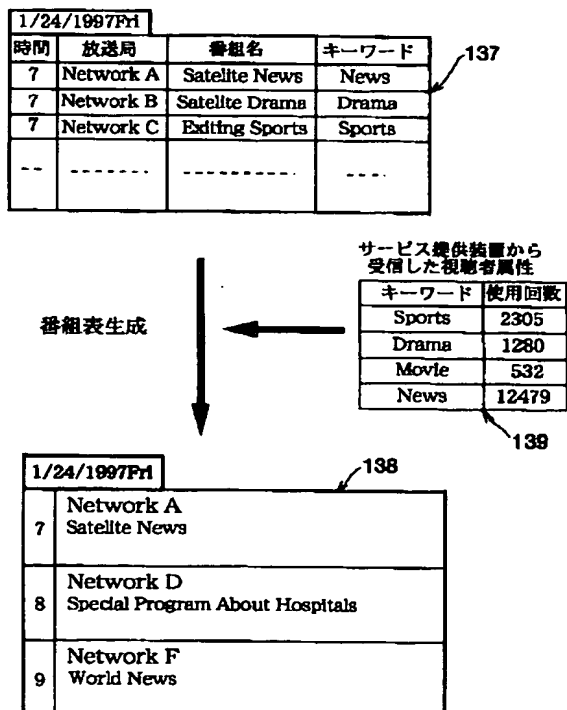 1/24/1997Fri
時間 放送局 番組名 キーワード
7 Network A Satelite News News
7 Network B Satelite Drama Drama
7 Network C Exiting Sports Sports
-- ------- ---------- ----
137
サービス提供装置から
受信した視聴者属性
キーワード 使用回数
Sports 2305
Drama 1280
Movie 532
News 12479
139
番組表生成
138
1/24/1997Fri
7 Network A
Satelite News
8 Network D
Special Program About Hospitals
9 Network F
World News